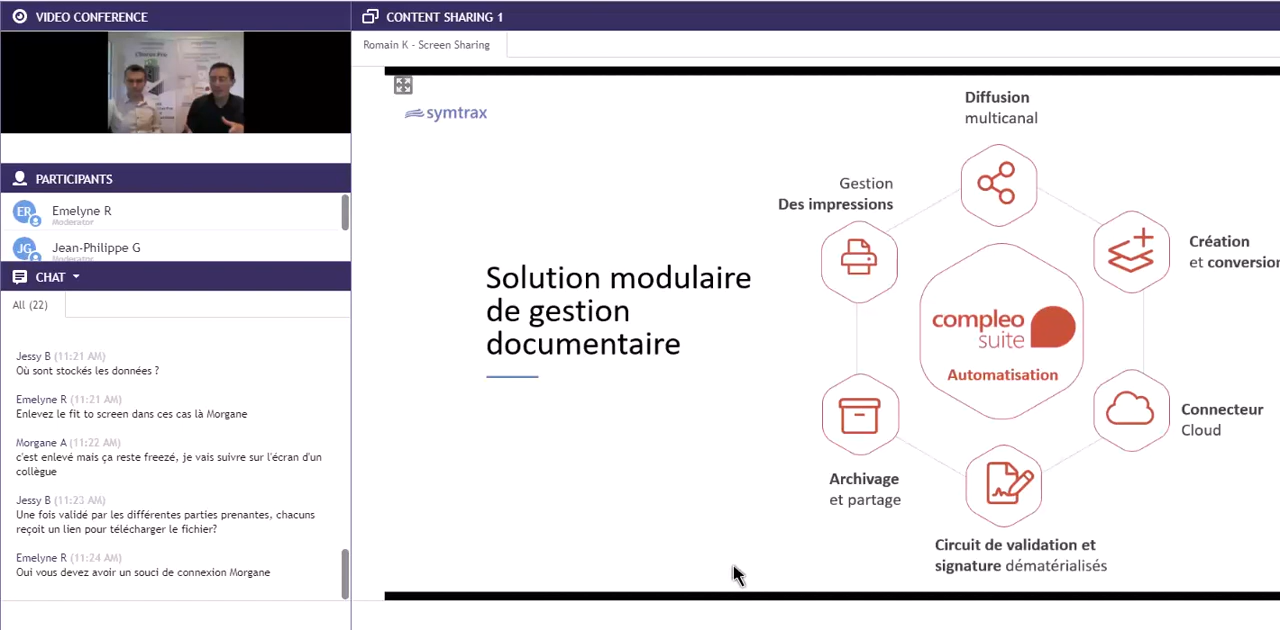 VIDEO CONFERENCE
PARTICIPANTS
ER
Emelyne R
Moderator
JG
Jean-Philippe G
Moderator
CHAT
All (22)
Jessy B (11:21 AM)
Où sont stockés les données ?
Emelyne R (11:21 AM)
Enlevez le fit to screen dans ces cas là Morgane
Morgane A (11:22 AM)
c'est enlevé mais ça reste freezé, je vais suivre sur l'écran d'un
collègue
Jessy B (11:23 AM)
Une fois validé par les différentes parties prenantes, chacuns
reçoit un lien pour télécharger le fichier?
Emelyne R (11:24 AM)
Oui vous devez avoir un souci de connexion Morgane
CONTENT SHARING 1
Romain K - Screen Sharing
symtrax
Solution modulaire
de gestion
documentaire
Diffusion
multicanal
Gestion
Des impressions
Création
et conversion
compleo
suite
Automatisation
Connecteur
Cloud
Archivage
et partage
Circuit de validation et
signature dématérialisés